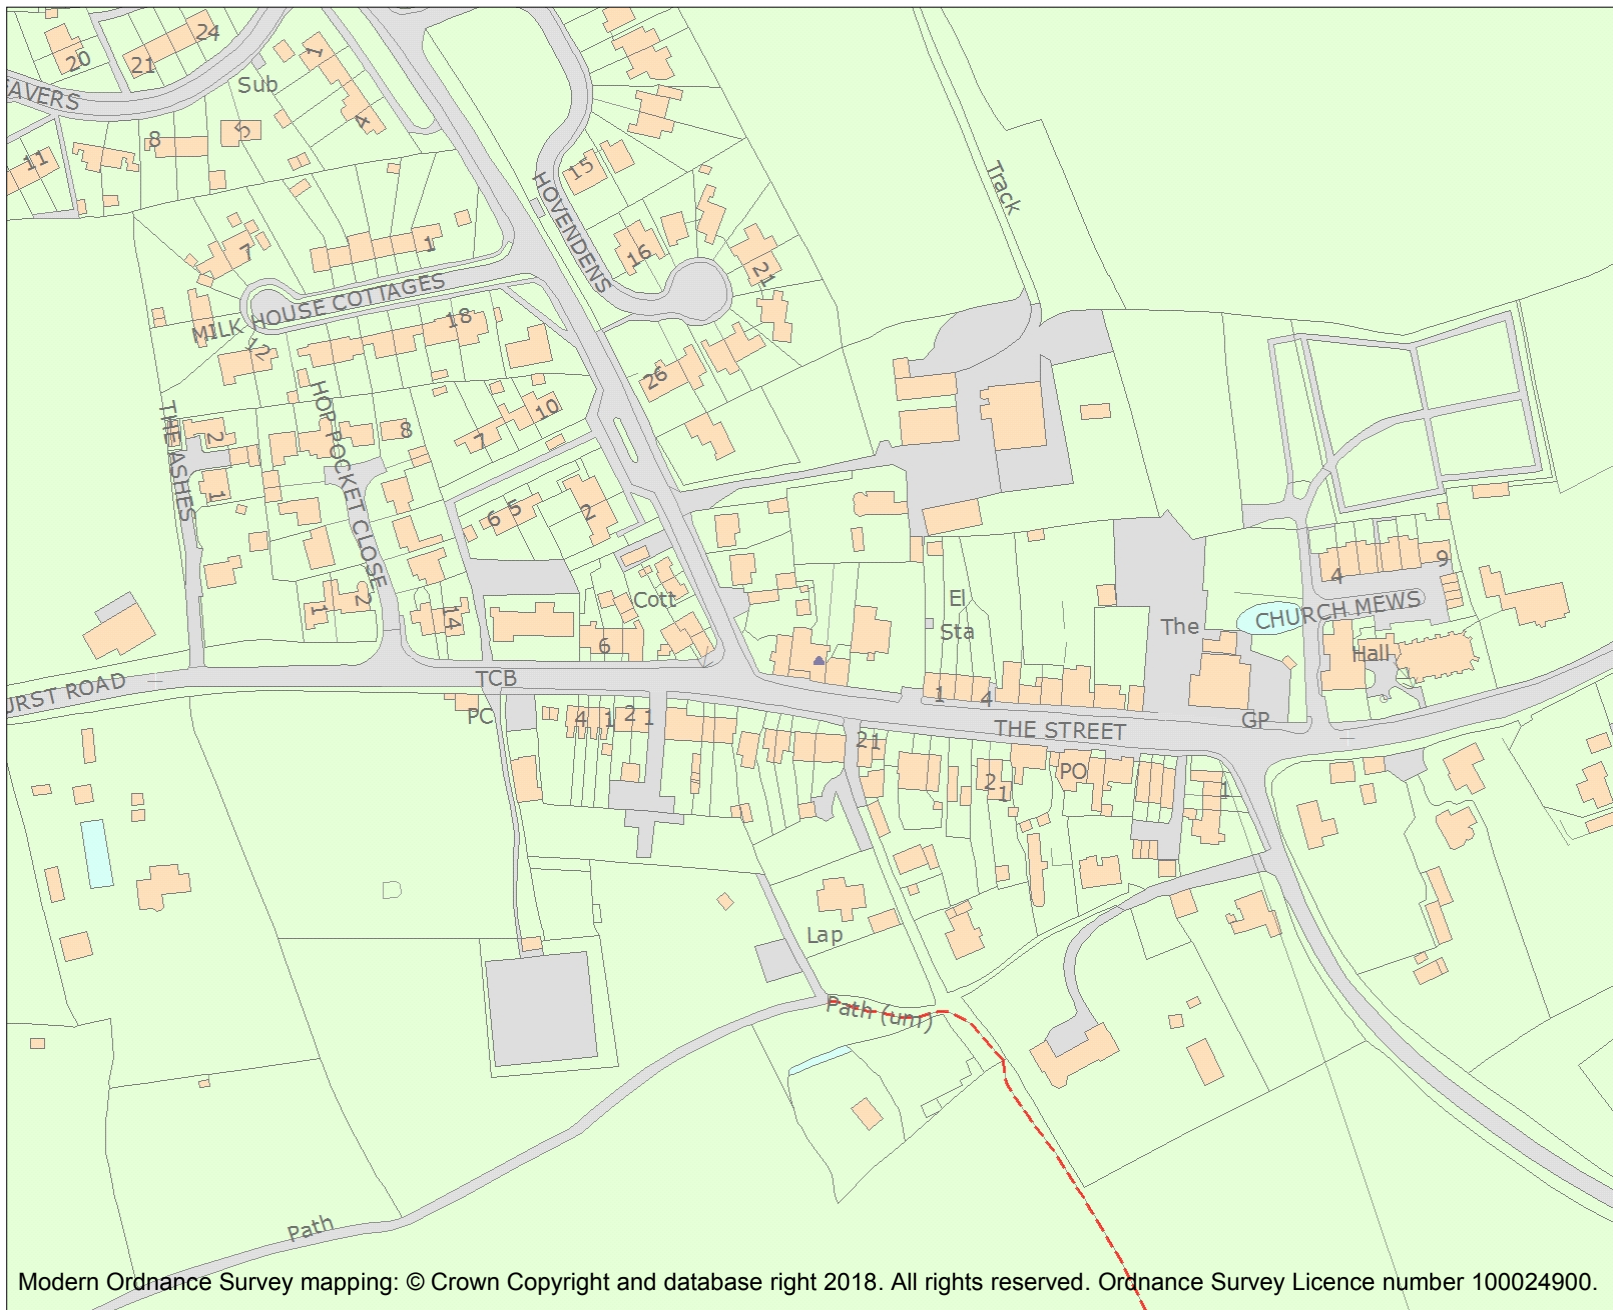 24
20
21
1
Sub
EAVERS
4
5
8
11
15
HOVENDENS
Track
7
1
16
21
MILK HOUSE COTTAGES
18
12
26
HOP POCKET CLOSE
THE ASHES
2
8
10
7
1
6 5
2
9
4
CHURCH MEWS
1
2
14
Cott
El
Sta
The
6
Hall
TCB
URST ROAD
PC
4
1
2
1
1
4
THE STREET
GP
21
PO
2
1
1
Lap
Path (um)
Path
Modern Ordnance Survey mapping: © Crown Copyright and database right 2018. All rights reserved. Ordnance Survey Licence number 100024900.